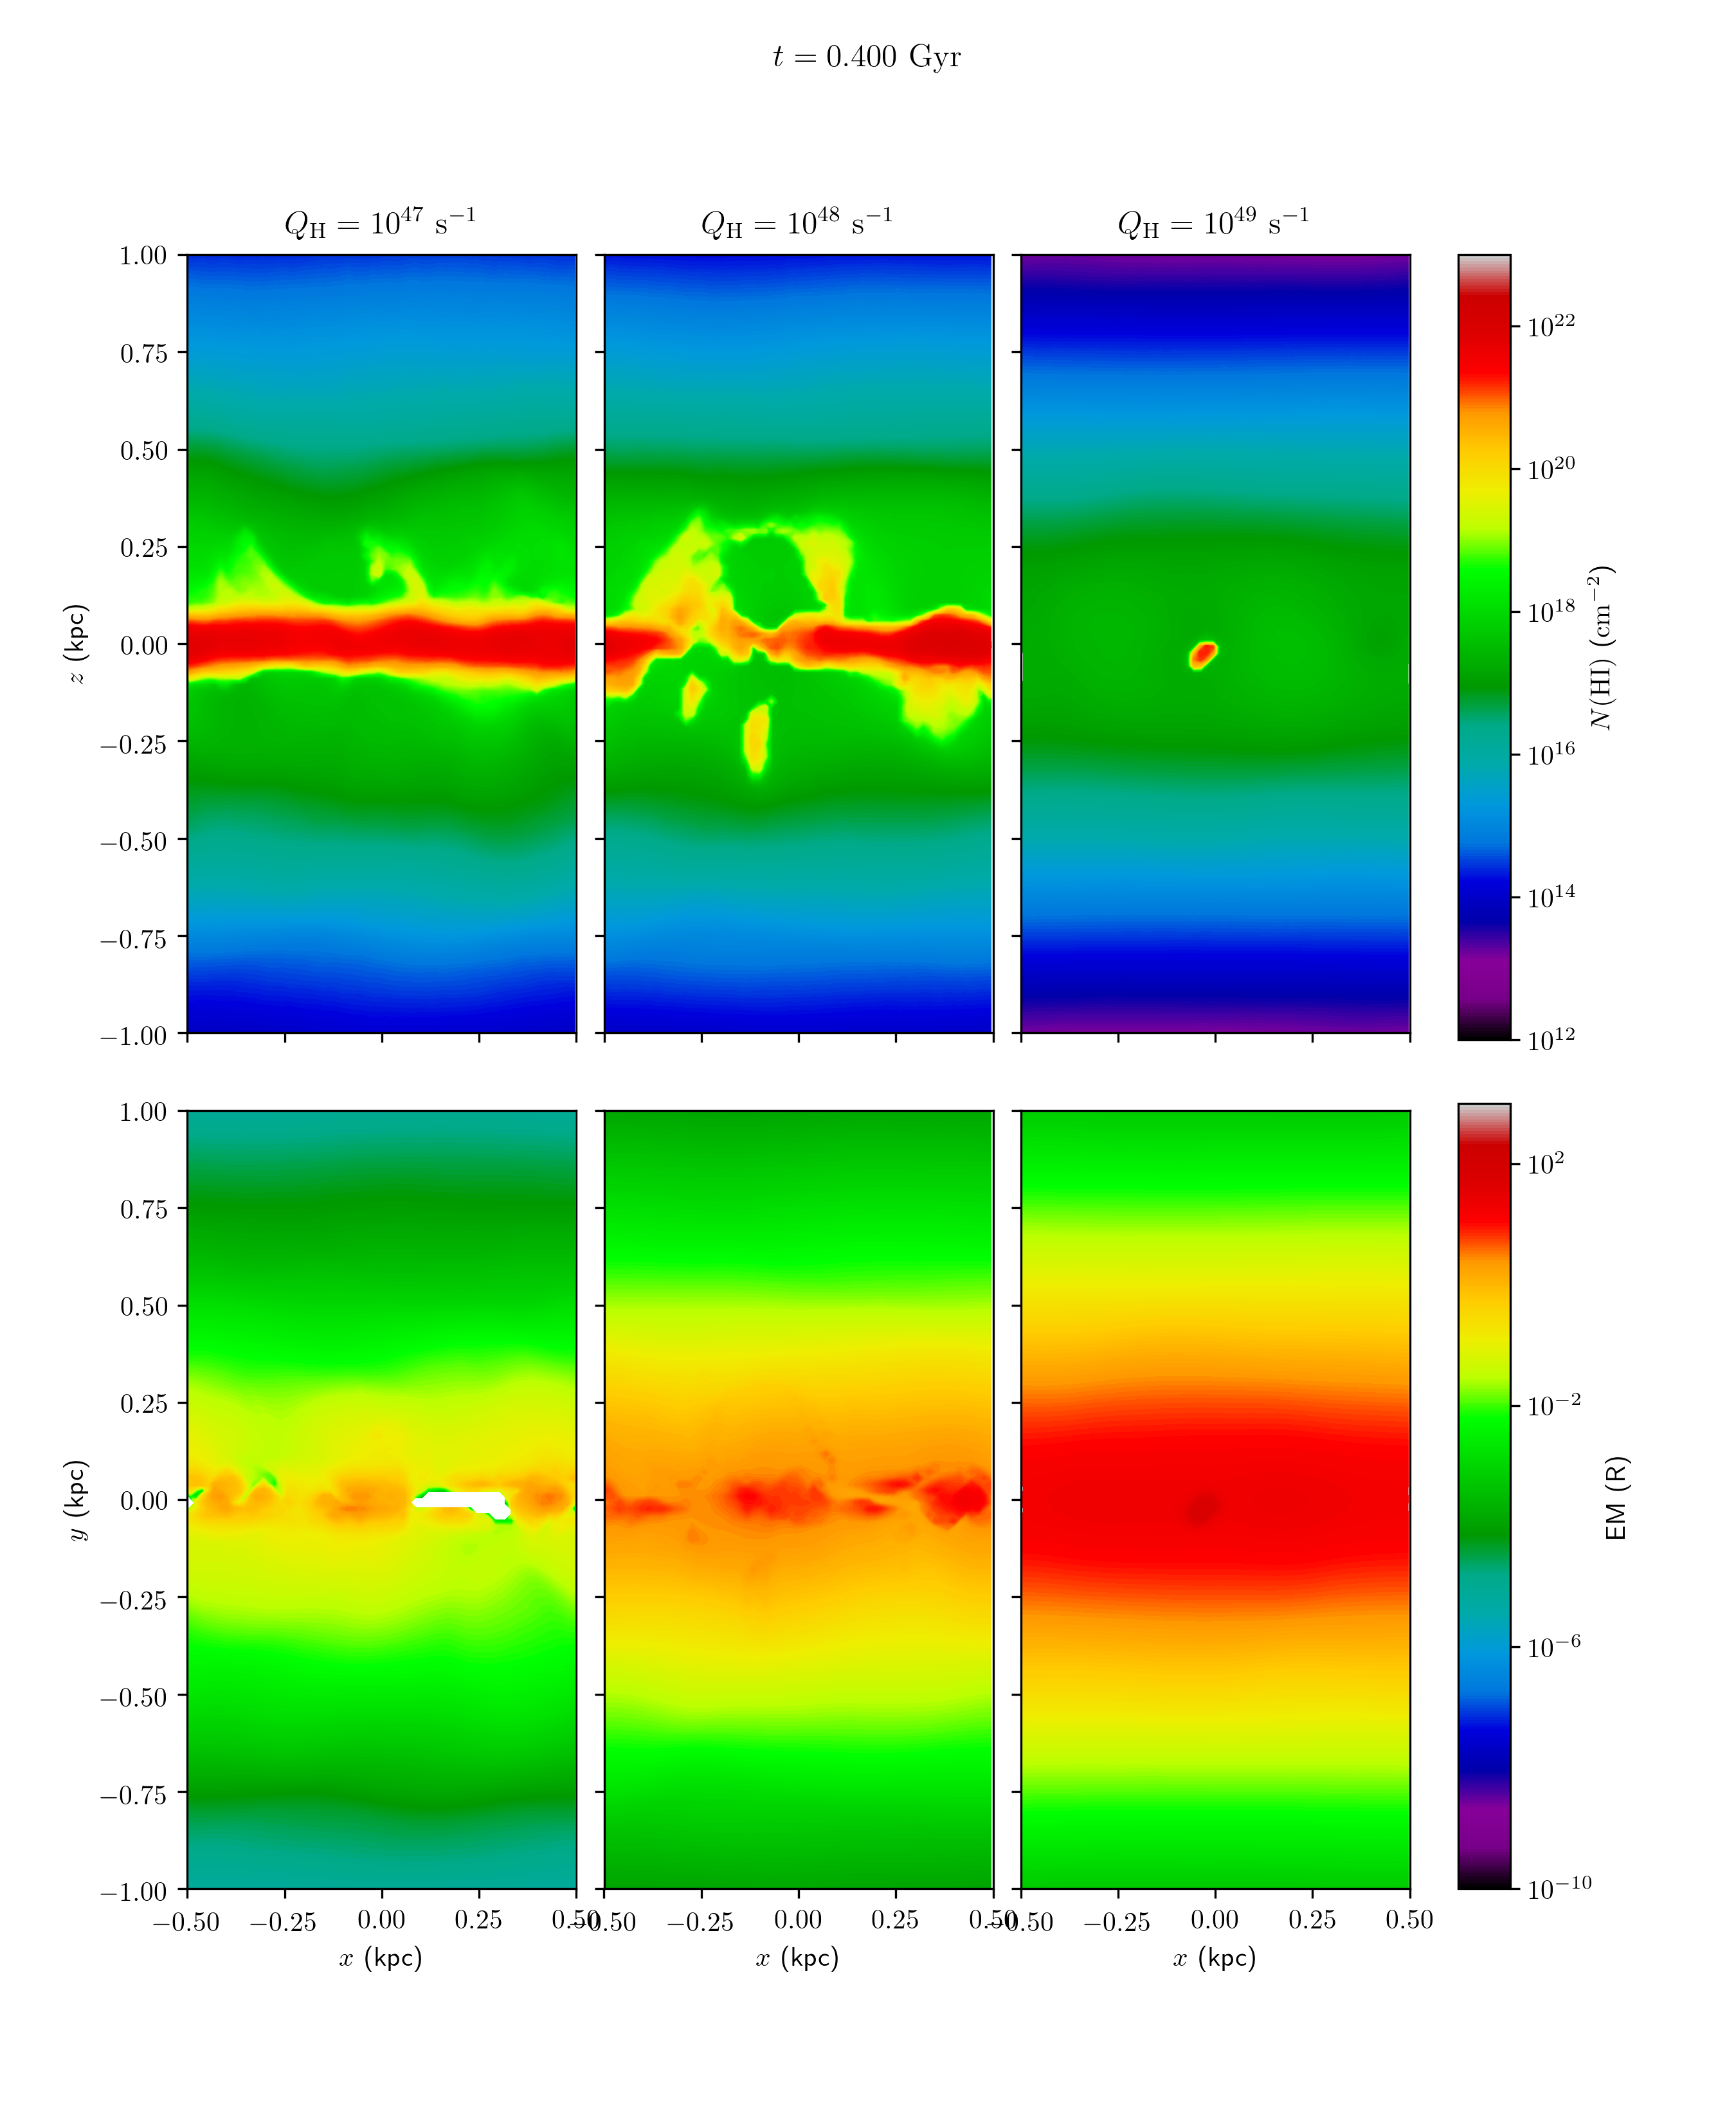 t = 0.400 Gyr
Q_H = 10^47 s^−1
Q_H = 10^48 s^−1
Q_H = 10^49 s^−1
1.00
0.75
0.50
0.25
0.00
−0.25
−0.50
−0.75
−1.00
z (kpc)
10^22
10^20
10^18
10^16
10^14
10^12
N(HI) (cm^−2)
1.00
0.75
0.50
0.25
0.00
−0.25
−0.50
−0.75
−1.00
y (kpc)
10^2
10^−2
10^−6
10^−10
EM (R)
−0.50 −0.25 0.00 0.25 0.50
−0.50 −0.25 0.00 0.25 0.50
−0.50 −0.25 0.00 0.25 0.50
x (kpc)
x (kpc)
x (kpc)